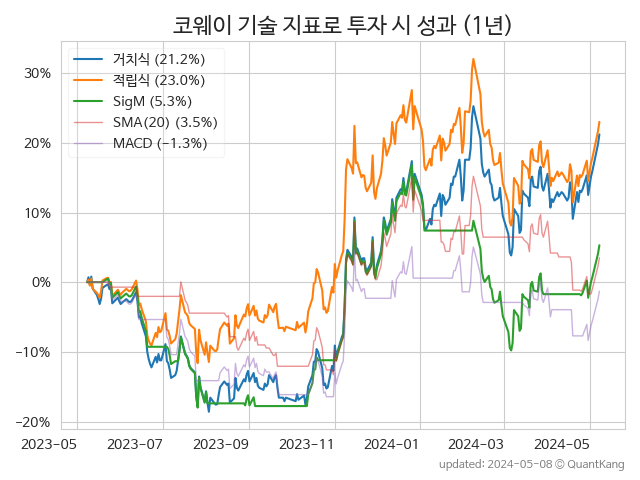 코웨이 기술 지표로 투자 시 성과 (1년)
거치식 (21.2%)
적립식 (23.0%)
SigM (5.3%)
SMA(20) (3.5%)
MACD (−1.3%)
30%
20%
10%
0%
−10%
−20%
2023−05 2023−07 2023−09 2023−11 2024−01 2024−03 2024−05
updated: 2024-05-08 © QuantKang